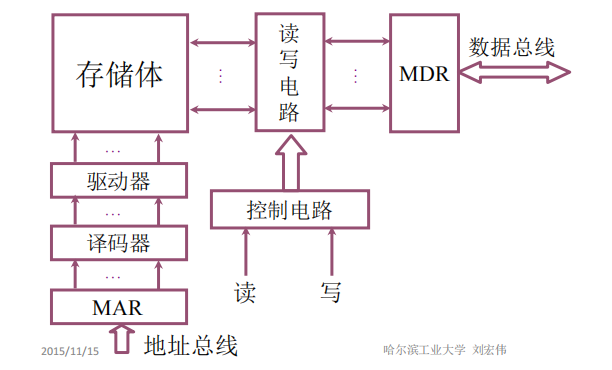 存储体
读写电路
MDR
数据总线
驱动器
控制电路
译码器
读
写
MAR
地址总线
2015/11/15
哈尔滨工业大学 刘宏伟